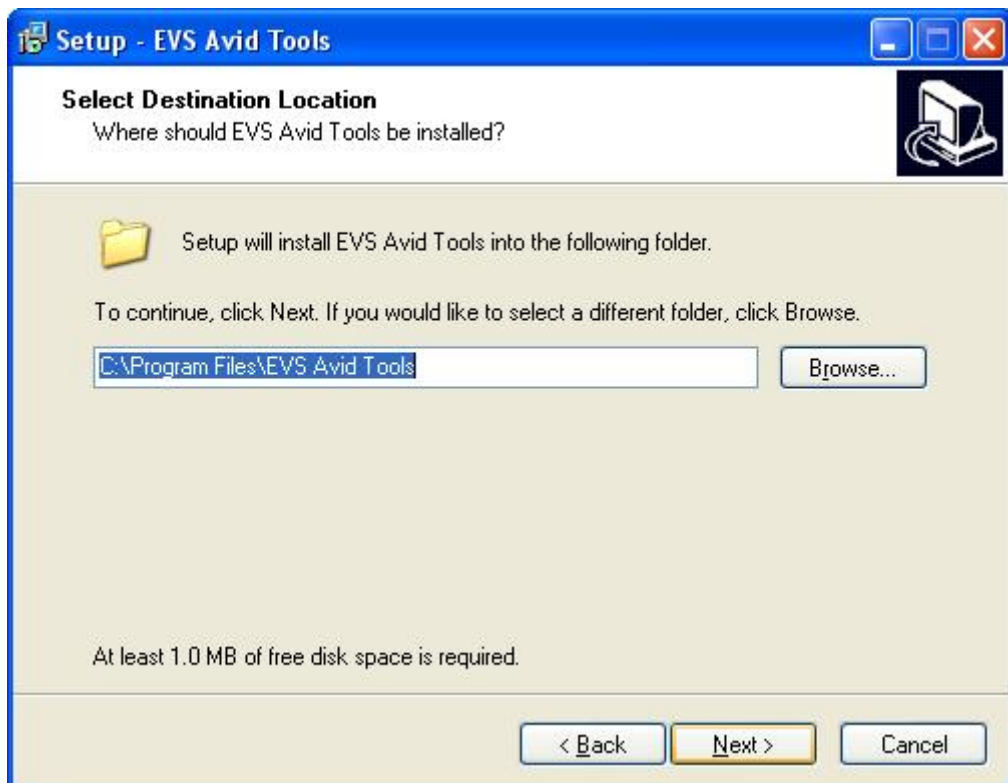 Setup - EVS Avid Tools
Select Destination Location
Where should EVS Avid Tools be installed?
Setup will install EVS Avid Tools into the following folder.
To continue, click Next. If you would like to select a different folder, click Browse.
C:\Program Files\EVS Avid Tools
Browse...
At least 1.0 MB of free disk space is required.
< Back
Next >
Cancel